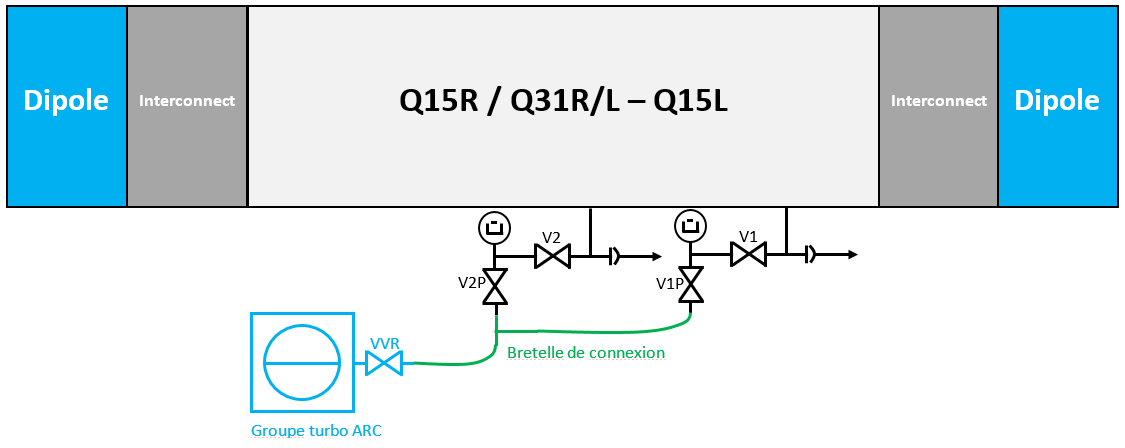 Dipole
Interconnect
Q15R / Q31R/L – Q15L
Interconnect
Dipole
V2
V1
V2P
V1P
VVR
Bretelle de connexion
Groupe turbo ARC